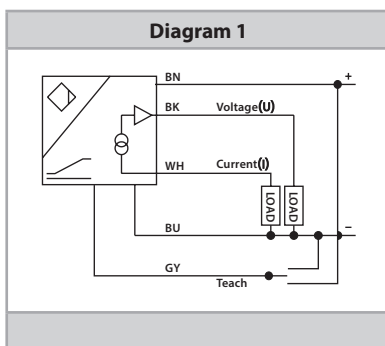 Diagram 1
BN
+
BK
Voltage(U)
WH
Current(I)
LOAD
LOAD
BU
–
GY
Teach